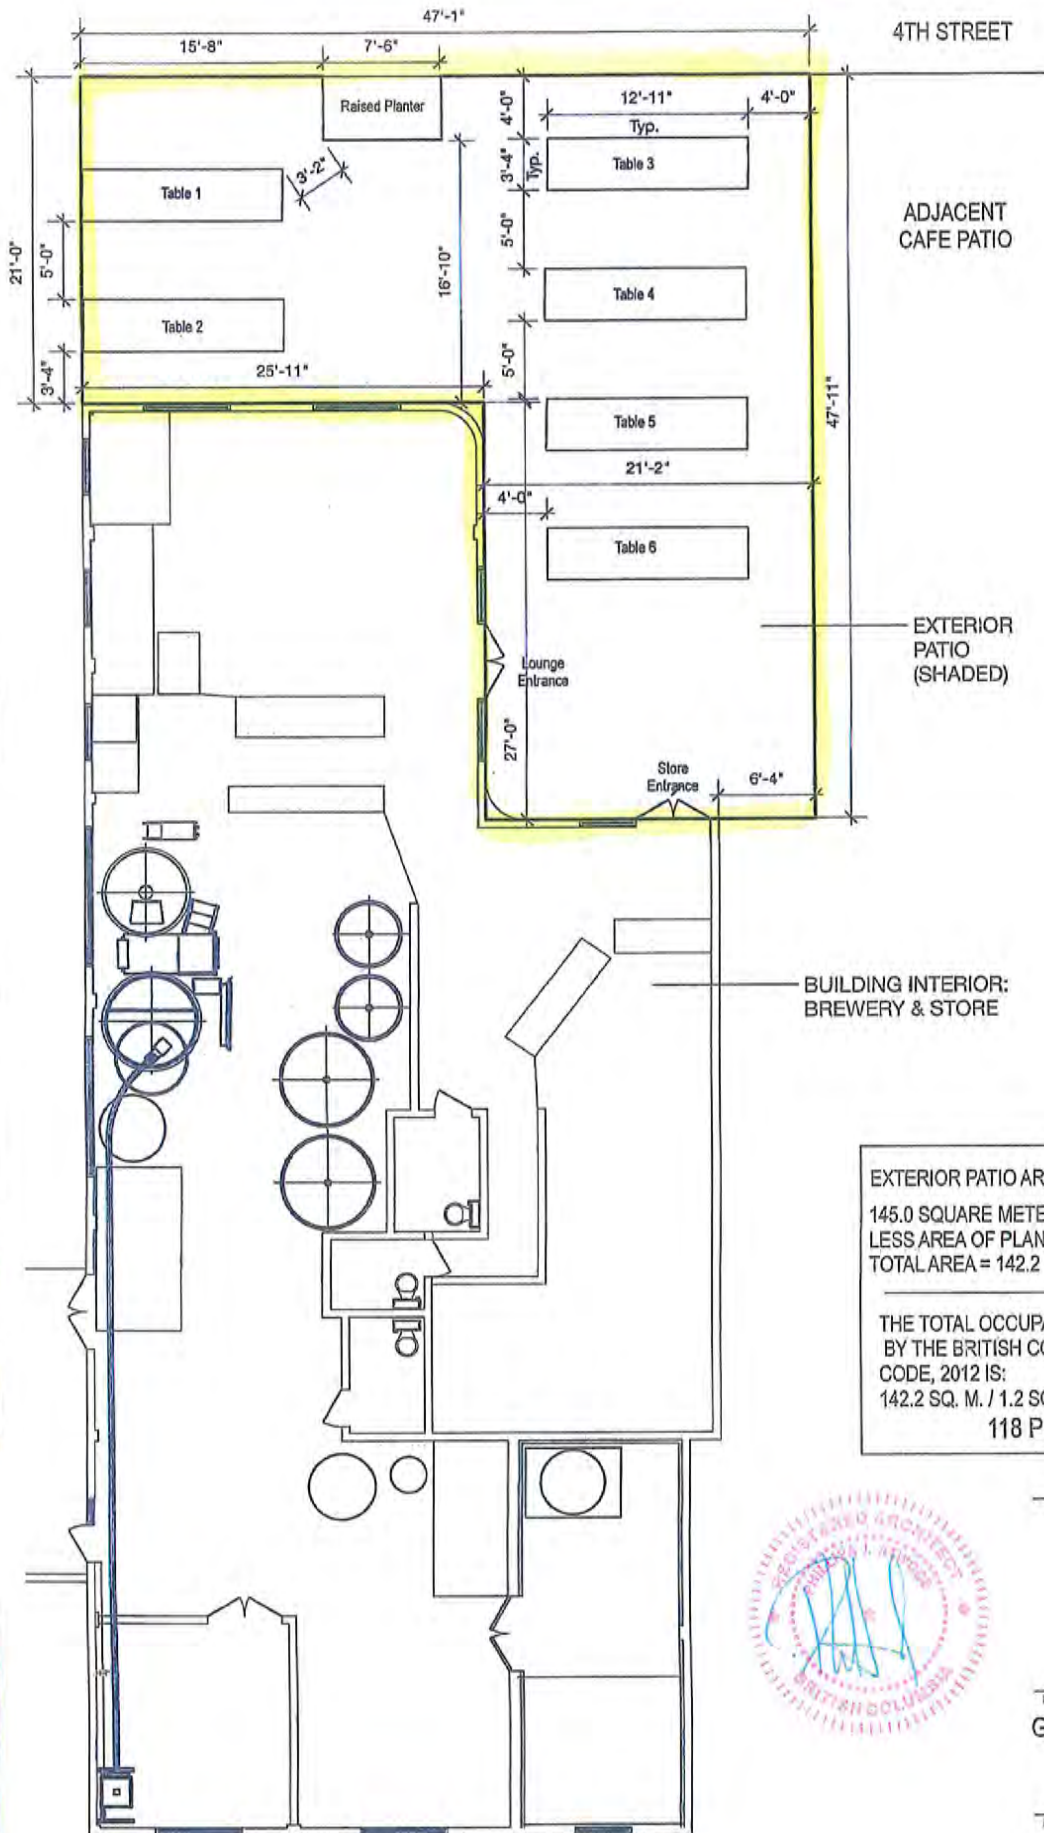 47'-1"
4TH STREET
15'-8"
7'-6"
12'-11"
4'-0"
4'-0"
Raised Planter
Typ.
3'-4"
Typ.
Table 3
3'-2"
Table 1
ADJACENT
CAFE PATIO
5'-0"
21'-0"
5'-0"
16'-10"
Table 4
Table 2
5'-0"
3'-4"
25'-11"
47'-11"
Table 5
21'-2"
4'-0"
Table 6
EXTERIOR
PATIO
(SHADED)
Lounge
Entrance
27'-0"
Store
Entrance
6'-4"
BUILDING INTERIOR:
BREWERY & STORE
EXTERIOR PATIO AR
145.0 SQUARE METE
LESS AREA OF PLAN
TOTAL AREA = 142.2
THE TOTAL OCCUPA
BY THE BRITISH CO
CODE, 2012 IS:
142.2 SQ. M. / 1.2 SQ
118 P
REGISTERED ARCHITECT
BRITISH COLUMBIA
G